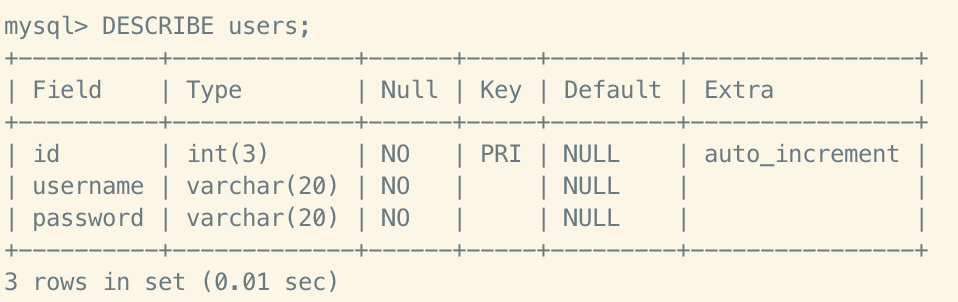 mysql> DESCRIBE users;
+----------+-------------+------+-----+---------+----------------+
| Field    | Type        | Null | Key | Default | Extra          |
+----------+-------------+------+-----+---------+----------------+
| id       | int(3)      | NO   | PRI | NULL    | auto_increment |
| username | varchar(20) | NO   |     | NULL    |                |
| password | varchar(20) | NO   |     | NULL    |                |
+----------+-------------+------+-----+---------+----------------+
3 rows in set (0.01 sec)